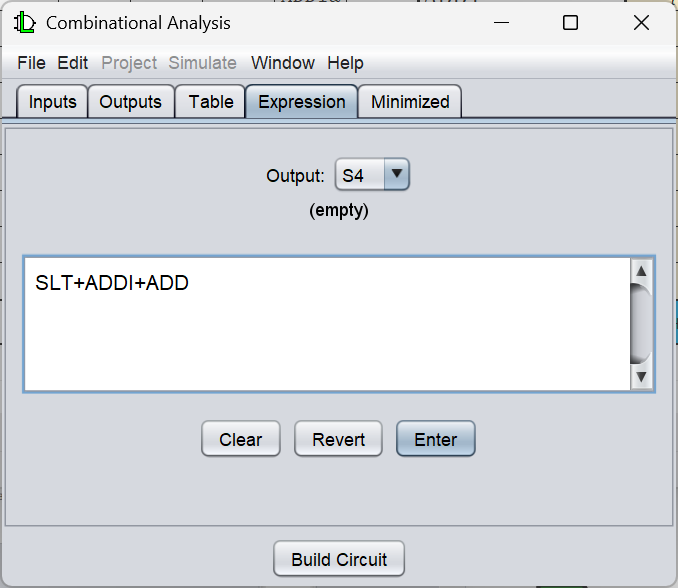 Combinational Analysis
File Edit Project Simulate Window Help
Inputs Outputs Table Expression Minimized
Output: S4
(empty)
SLT+ADDI+ADD
Clear Revert Enter
Build Circuit